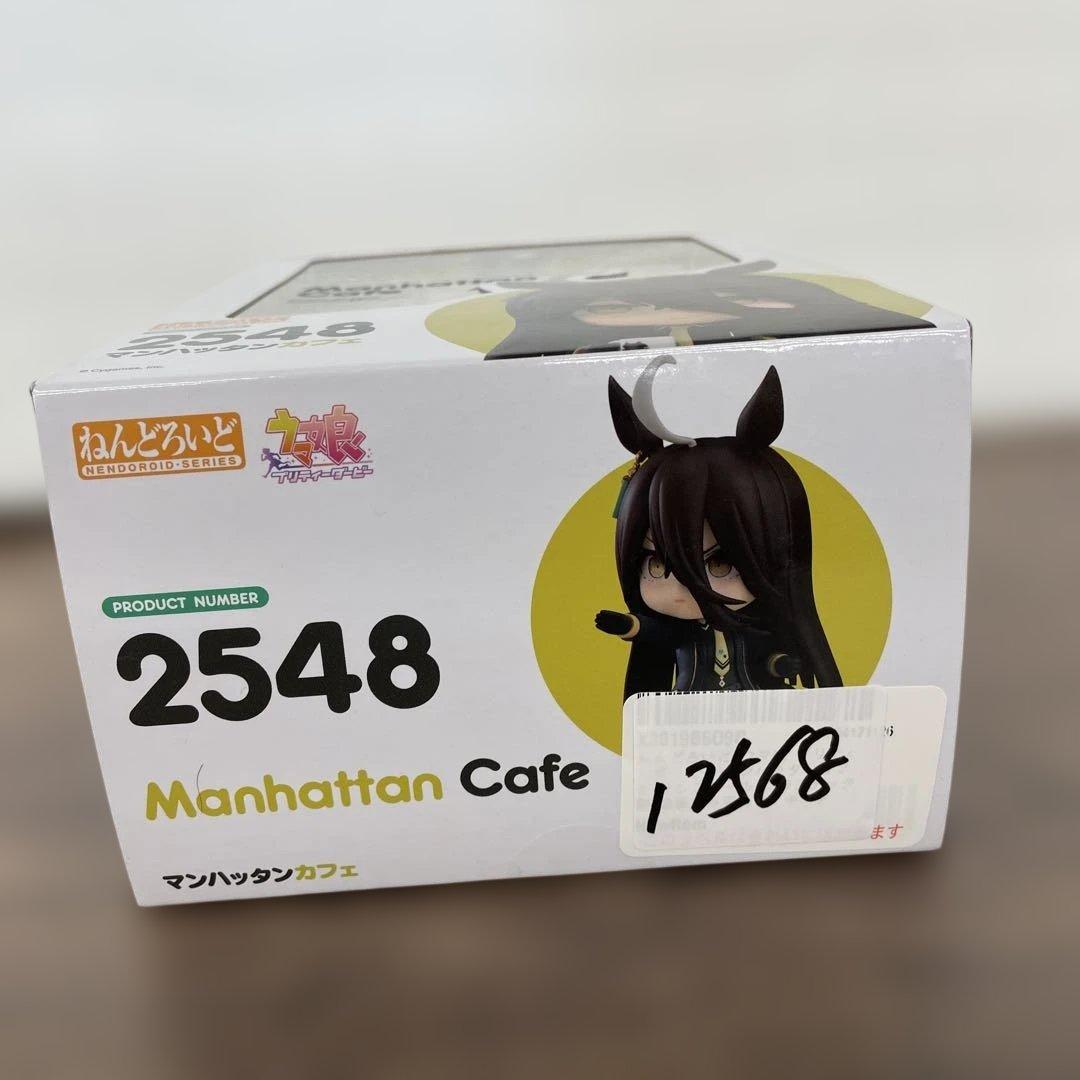 Manhattan
Cafe
2548
マンハッタンカフェ
© Cygames, Inc.
ねんどろいど
NENDOROID·SERIES
ウマ娘
プリティーダービー
PRODUCT NUMBER
2548
Manhattan Cafe
マンハッタンカフェ
12568
ます